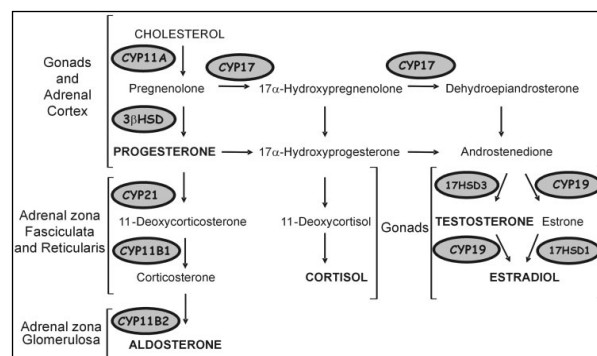 CHOLESTEROL
CYP11A
CYP17
CYP17
Gonads
and
Adrenal
Cortex
Pregnenolone
17α-Hydroxypregnenolone
Dehydroepiandrosterone
3βHSD
PROGESTERONE
17α-Hydroxyprogesterone
Androstenedione
CYP21
17HSD3
CYP19
Adrenal zona
Fasciculata
and Reticularis
11-Deoxycorticosterone
11-Deoxycortisol
Gonads
TESTOSTERONE
Estrone
CYP11B1
CYP19
17HSD1
Corticosterone
CORTISOL
ESTRADIOL
Adrenal zona
Glomerulosa
CYP11B2
ALDOSTERONE